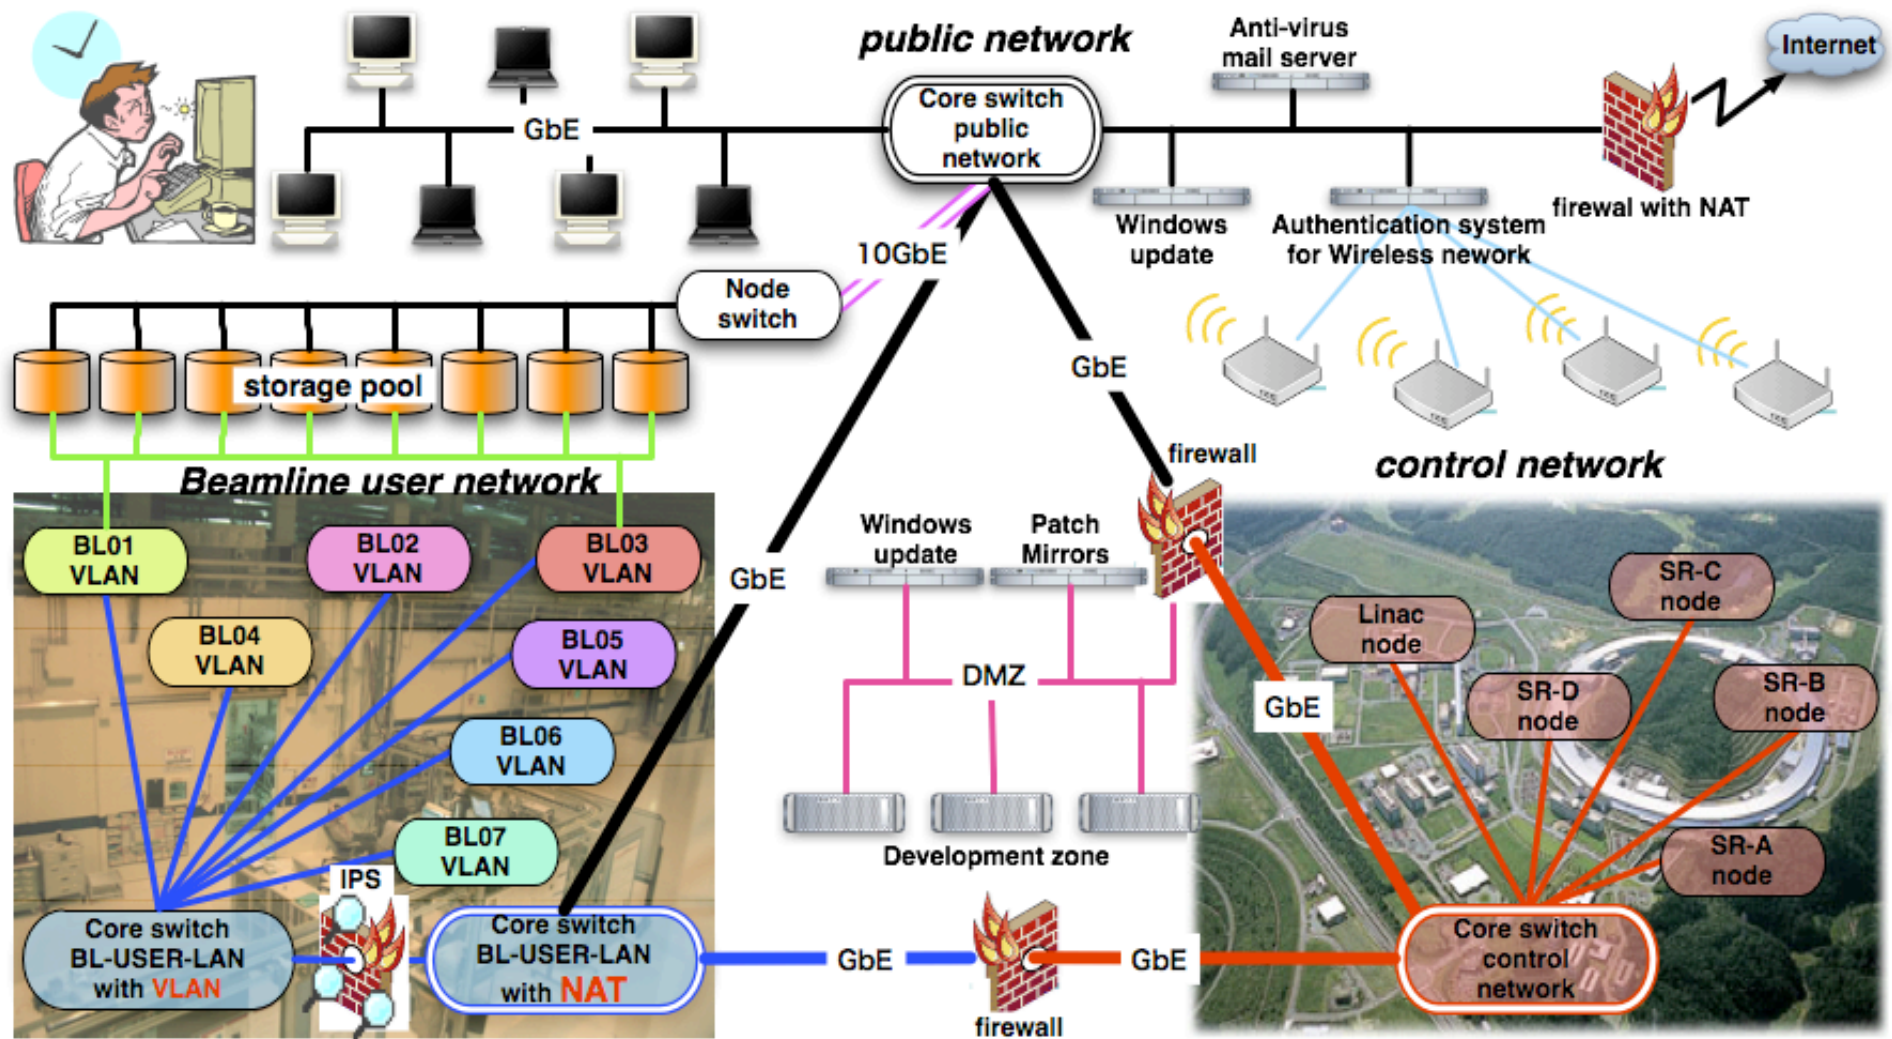 public network
Anti-virus
mail server
Internet
Core switch
public
network
GbE
firewal with NAT
Windows
update
Authentication system
for Wireless nework
10GbE
Node
switch
storage pool
GbE
firewall
control network
Beamline user network
BL01
VLAN
BL02
VLAN
BL03
VLAN
BL04
VLAN
BL05
VLAN
BL06
VLAN
BL07
VLAN
GbE
Windows
update
Patch
Mirrors
DMZ
Development zone
GbE
Linac
node
SR-C
node
SR-D
node
SR-B
node
SR-A
node
IPS
Core switch
BL-USER-LAN
with VLAN
Core switch
BL-USER-LAN
with NAT
GbE
firewall
GbE
Core switch
control
network